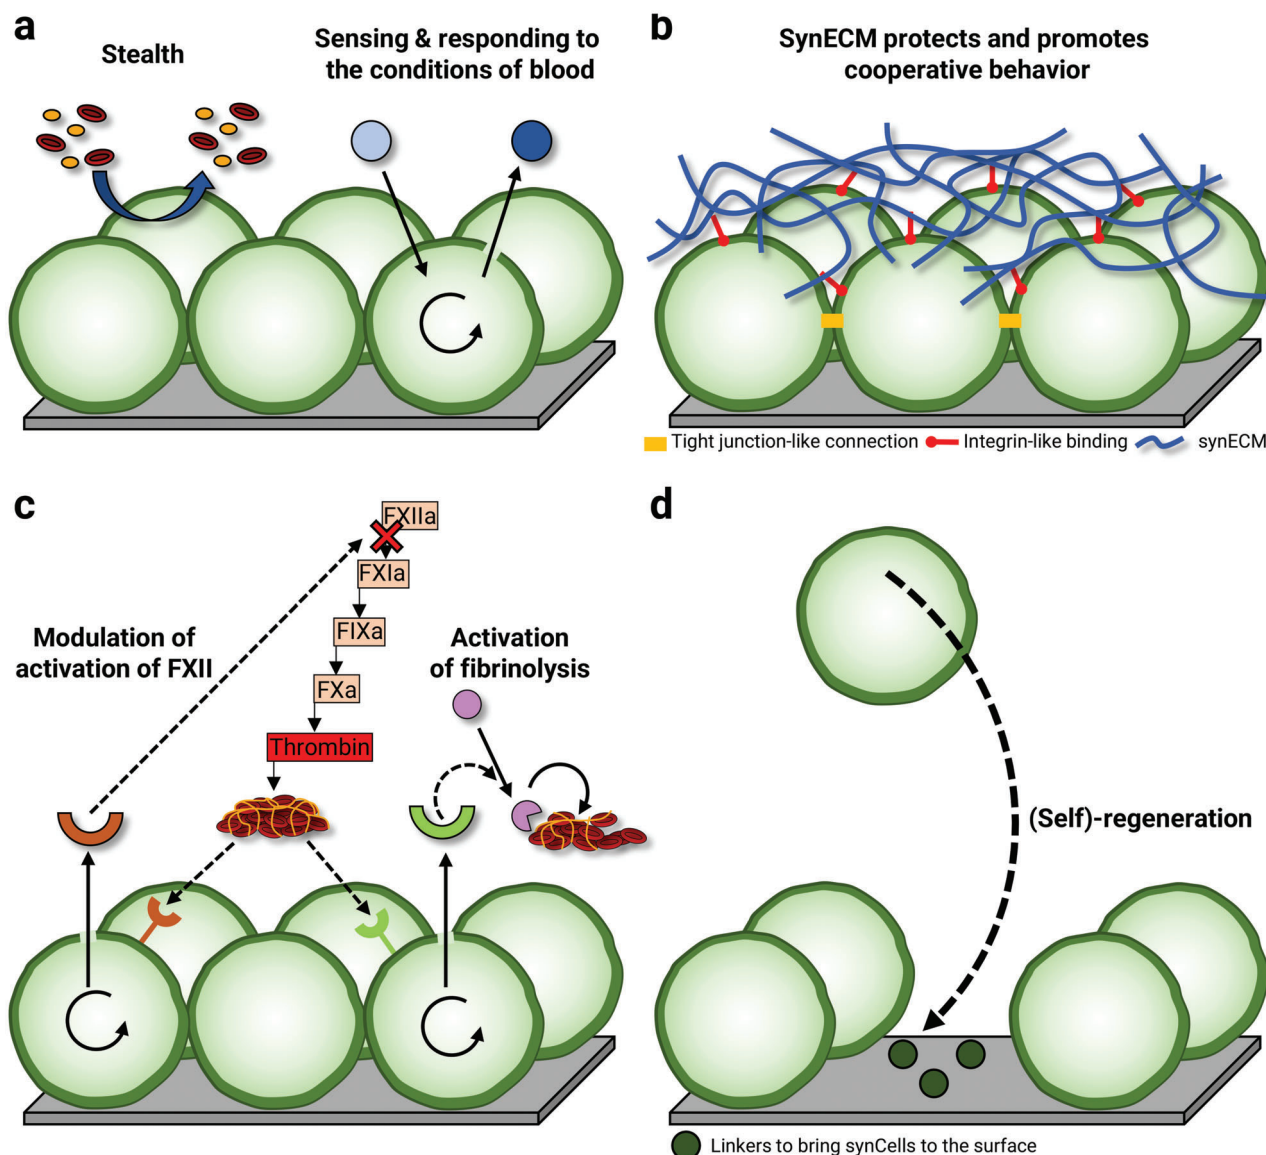 a
Stealth
Sensing & responding to
the conditions of blood
b
SynECM protects and promotes
cooperative behavior
Tight junction-like connection
Integrin-like binding
synECM
c
FXIIa
FXIa
FIXa
FXa
Thrombin
Modulation of
activation of FXII
Activation
of fibrinolysis
d
(Self)-regeneration
Linkers to bring synCells to the surface